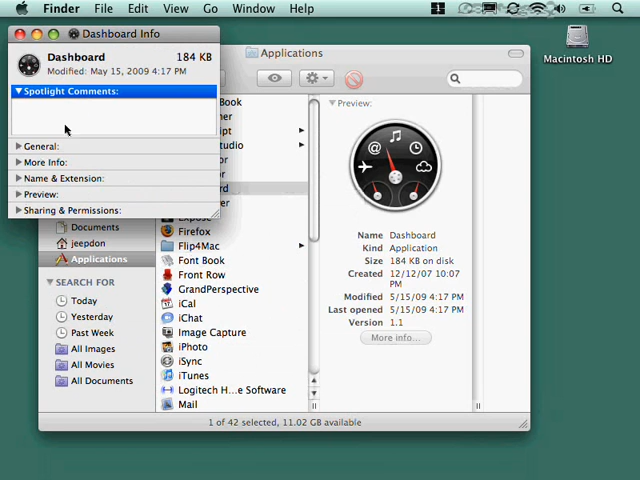 Finder File Edit View Go Window Help
Dashboard Info
Dashboard 184 KB
Modified: May 15, 2009 4:17 PM
Spotlight Comments:
General:
More Info:
Name & Extension:
Preview:
Sharing & Permissions:
Macintosh HD
Applications
Documents
jeepdon
Applications
SEARCH FOR
Today
Yesterday
Past Week
All Images
All Movies
All Documents
Firefox
Flip4Mac
Font Book
Front Row
GrandPerspective
iCal
iChat
Image Capture
iPhoto
iSync
iTunes
Logitech H...e Software
Mail
Preview:
Name Dashboard
Kind Application
Size 184 KB on disk
Created 12/12/07 10:07
PM
Modified 5/15/09 4:17 PM
Last opened 5/15/09 4:17 PM
Version 1.1
More info...
1 of 42 selected, 11.02 GB available